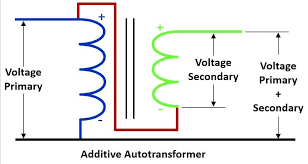 +
+
Voltage
Primary
Voltage
Secondary
Voltage
Primary
+
Secondary
-
-
Additive Autotransformer